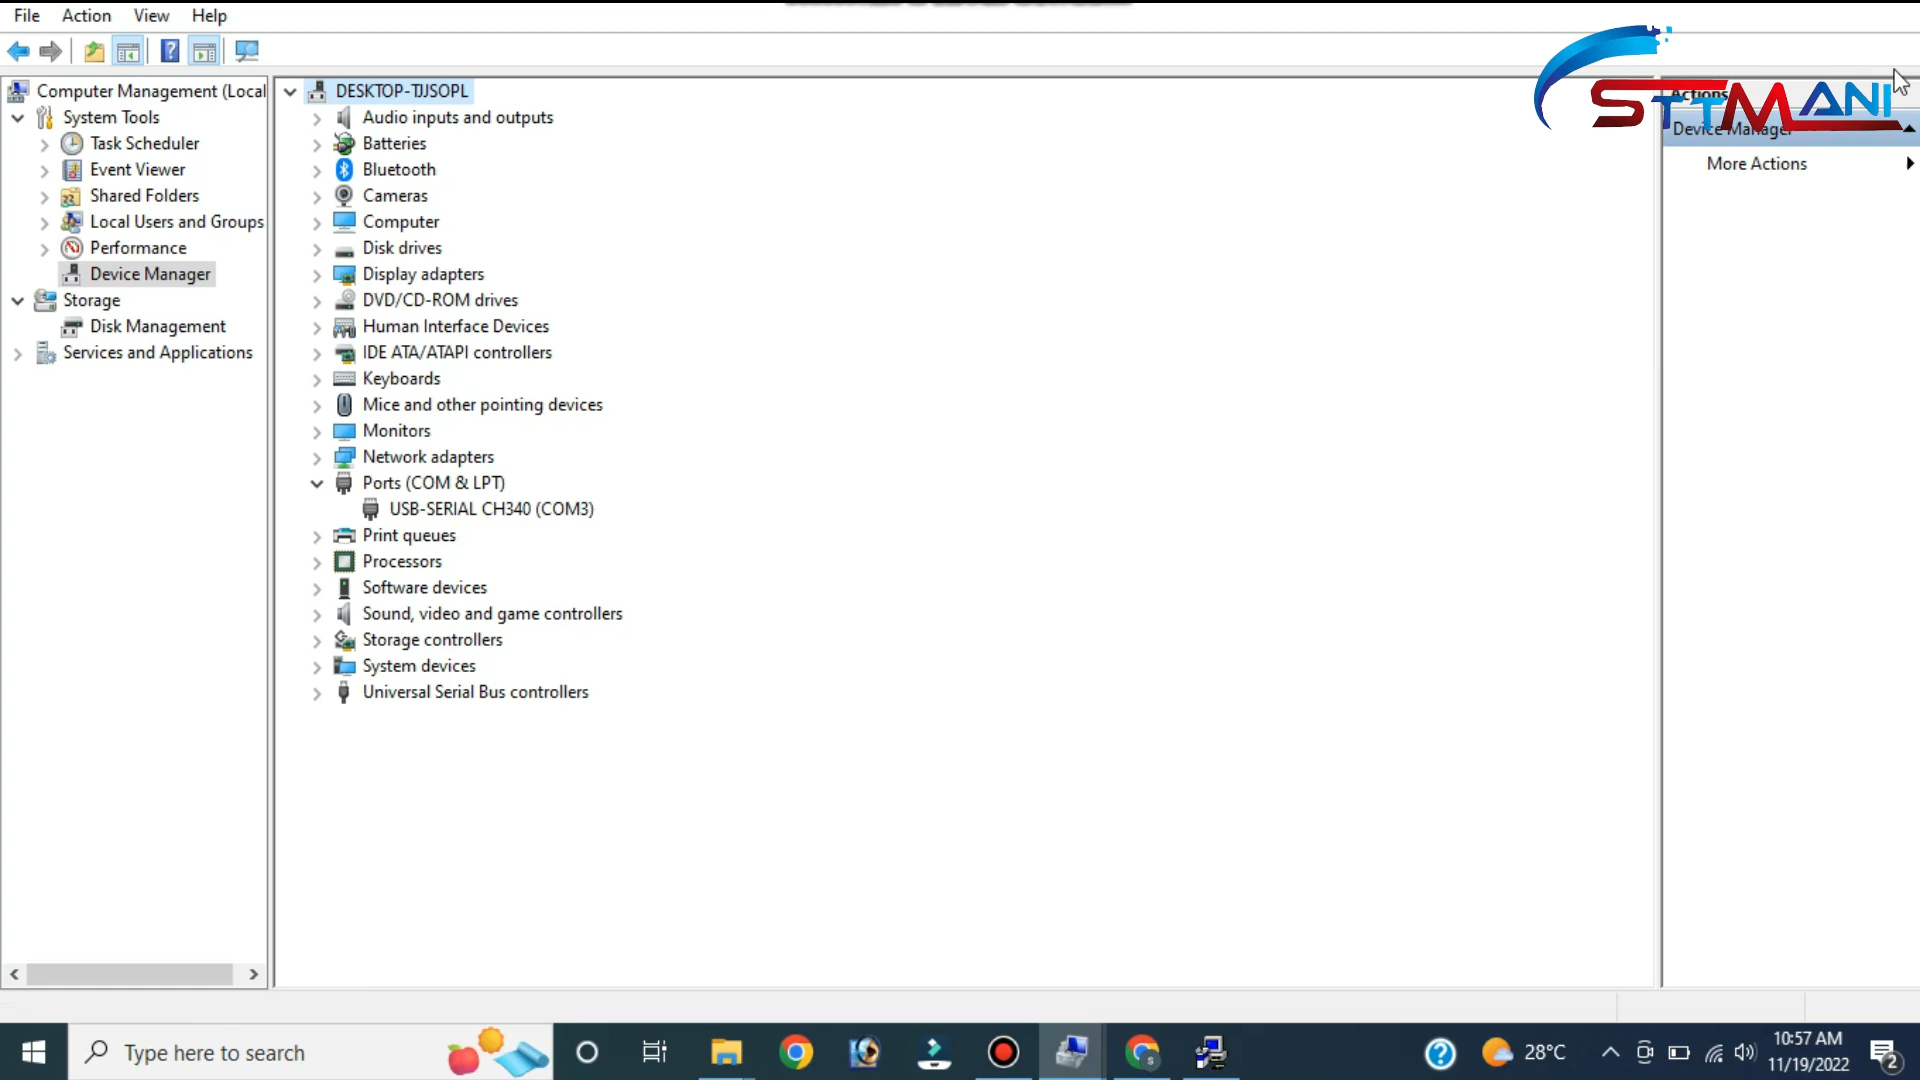 File Action View Help
STTMANI
Computer Management (Local
System Tools
Task Scheduler
Event Viewer
Shared Folders
Local Users and Groups
Performance
Device Manager
Storage
Disk Management
Services and Applications
DESKTOP-TJJSOPL
Audio inputs and outputs
Batteries
Bluetooth
Cameras
Computer
Disk drives
Display adapters
DVD/CD-ROM drives
Human Interface Devices
IDE ATA/ATAPI controllers
Keyboards
Mice and other pointing devices
Monitors
Network adapters
Ports (COM & LPT)
USB-SERIAL CH340 (COM3)
Print queues
Processors
Software devices
Sound, video and game controllers
Storage controllers
System devices
Universal Serial Bus controllers
Actions
Device Manager
More Actions
Type here to search
28°C
10:57 AM
11/19/2022
2